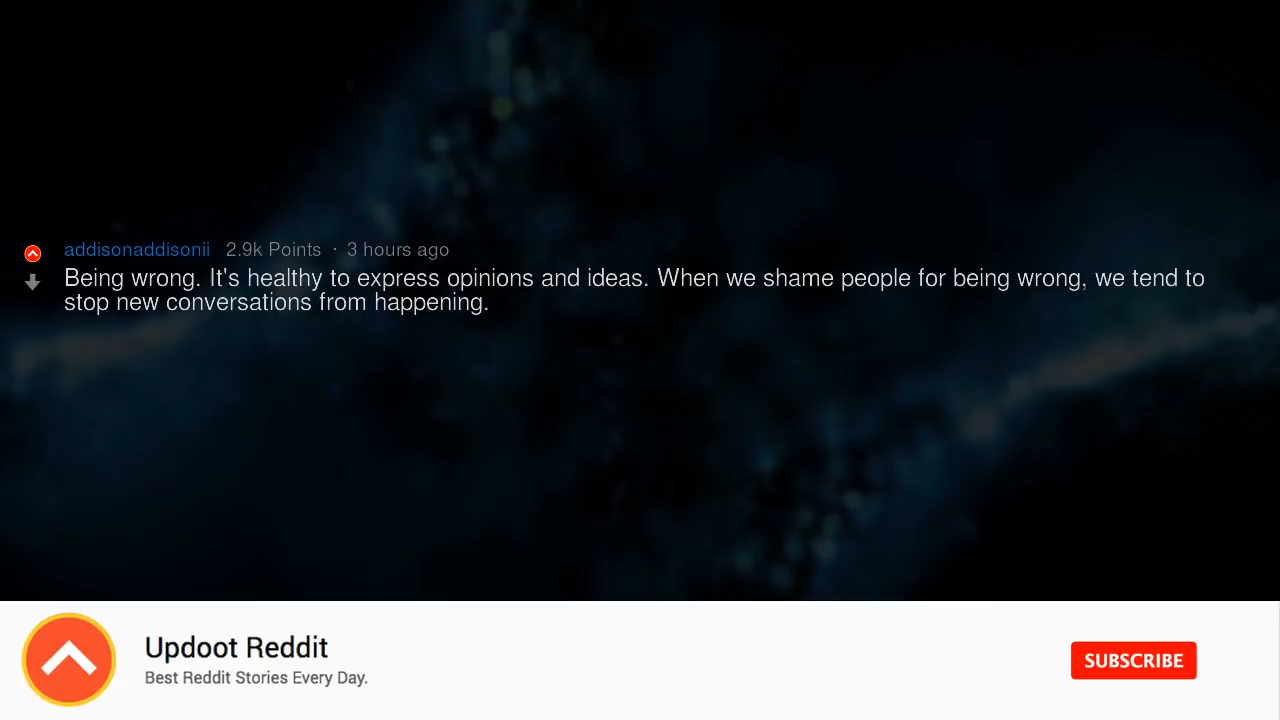 addisonaddisonii 2.9k Points · 3 hours ago
Being wrong. It's healthy to express opinions and ideas. When we shame people for being wrong, we tend to
stop new conversations from happening.
Updoot Reddit
Best Reddit Stories Every Day.
SUBSCRIBE